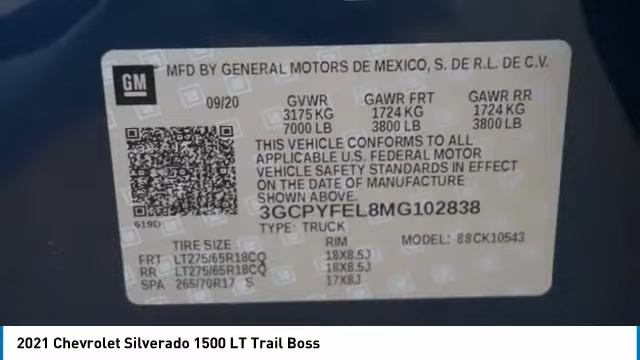 GM
MFD BY GENERAL MOTORS DE MEXICO, S. DE R.L. DE C.V.
09/20 GVWR GAWR FRT GAWR RR
3175 KG 1724 KG 1724 KG
7000 LB 3800 LB 3800 LB
THIS VEHICLE CONFORMS TO ALL
APPLICABLE U.S. FEDERAL MOTOR
VEHICLE SAFETY STANDARDS IN EFFECT
ON THE DATE OF MANUFACTURE
SHOWN ABOVE.
3GCPYFEL8MG102838
619D
TYPE: TRUCK MODEL: 88CK10543
TIRE SIZE RIM
FRT LT275/65R18CQ 18X8.5J
RR LT275/65R18CQ 18X8.5J
SPA 265/70R17 S 17X8J
2021 Chevrolet Silverado 1500 LT Trail Boss